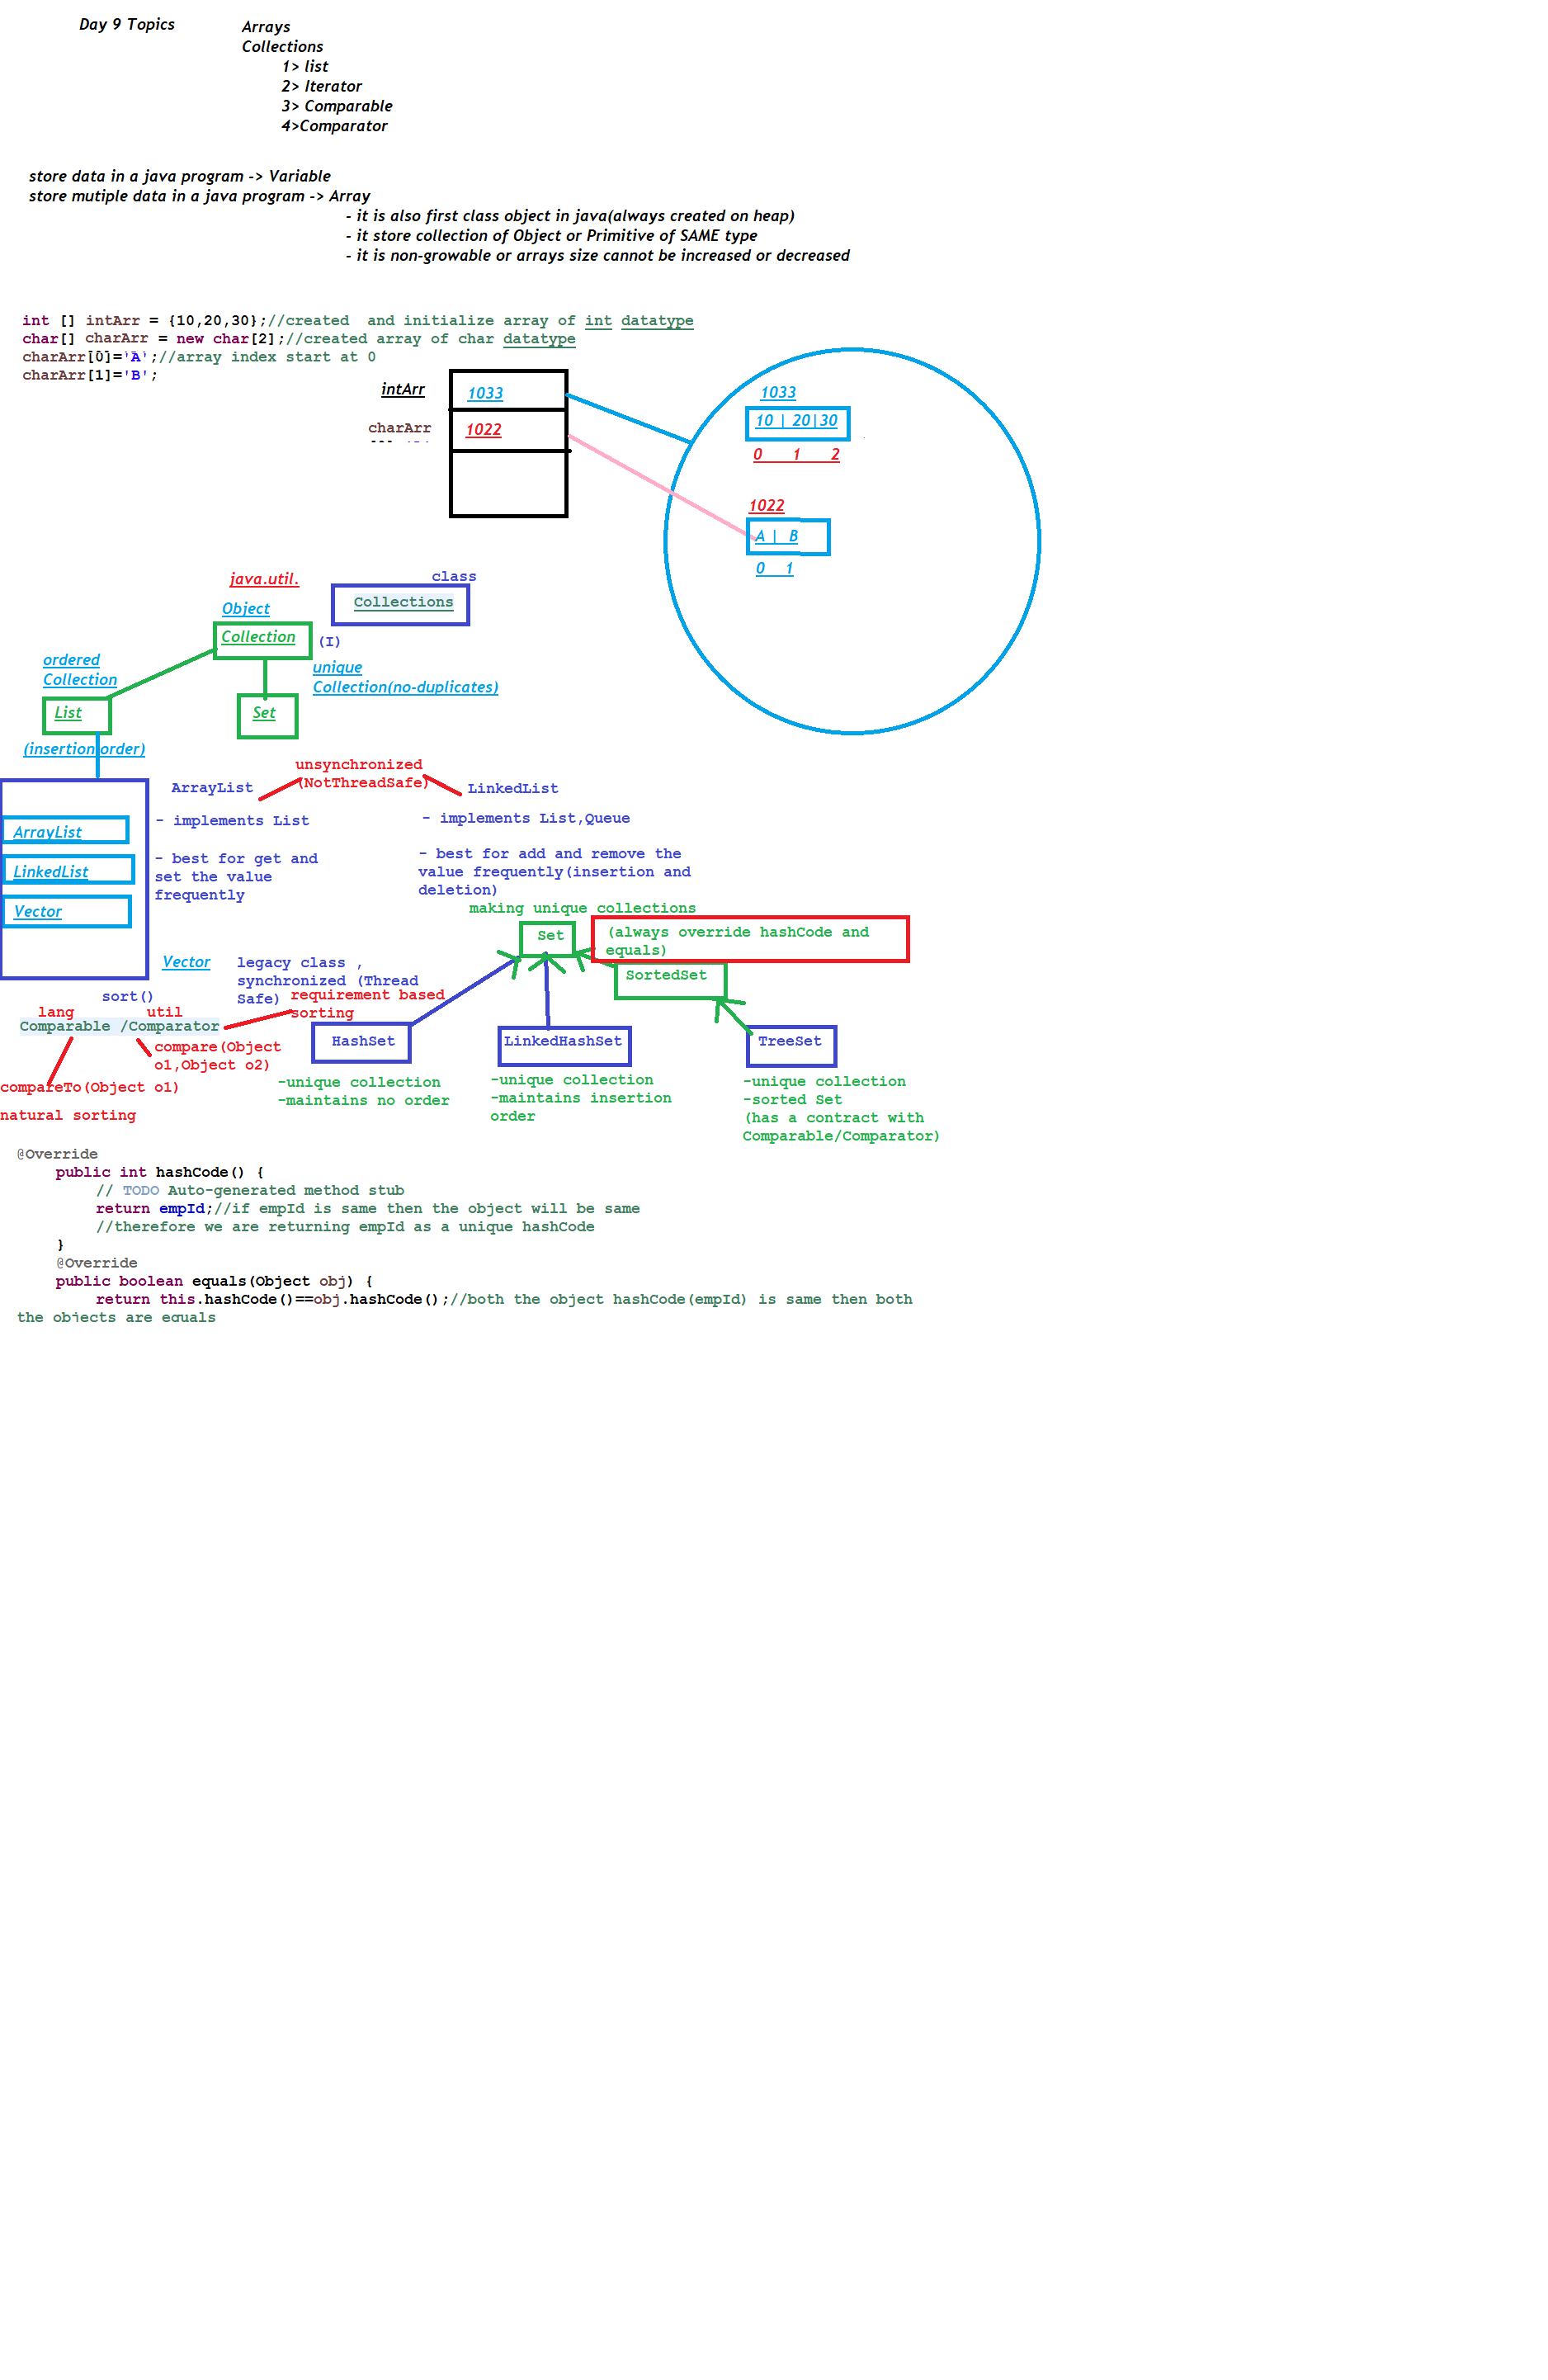 Day 9 Topics
Arrays
Collections
1> list
2> Iterator
3> Comparable
4>Comparator
store data in a java program -> Variable
store mutiple data in a java program -> Array
- it is also first class object in java(always created on heap)
- it store collection of Object or Primitive of SAME type
- it is non-growable or arrays size cannot be increased or decreased
int [] intArr = {10,20,30};//created  and initialize array of int datatype
char[] charArr = new char[2];//created array of char datatype
charArr[0]='A';//array index start at 0
charArr[1]='B';
intArr
1033
charArr
1022
1033
10 | 20|30
0 1 2
1022
A | B
0 1
java.util.
class
Collections
Object
Collection
(I)
ordered
Collection
unique
Collection(no-duplicates)
List
Set
(insertion order)
ArrayList
LinkedList
Vector
ArrayList
unsynchronized
(NotThreadSafe)
LinkedList
- implements List
- best for get and
set the value
frequently
- implements List,Queue
- best for add and remove the
value frequently(insertion and
deletion)
making unique collections
Set
(always override hashCode and
equals)
SortedSet
Vector
legacy class ,
synchronized (Thread
Safe)
requirement based
sorting
sort()
lang
util
Comparable /Comparator
compare(Object
o1,Object o2)
compareTo(Object o1)
natural sorting
HashSet
-unique collection
-maintains no order
LinkedHashSet
-unique collection
-maintains insertion
order
TreeSet
-unique collection
-sorted Set
(has a contract with
Comparable/Comparator)
@Override
public int hashCode() {
// TODO Auto-generated method stub
return empId;//if empId is same then the object will be same
//therefore we are returning empId as a unique hashCode
}
@Override
public boolean equals(Object obj) {
return this.hashCode()==obj.hashCode();//both the object hashCode(empId) is same then both
the objects are equals